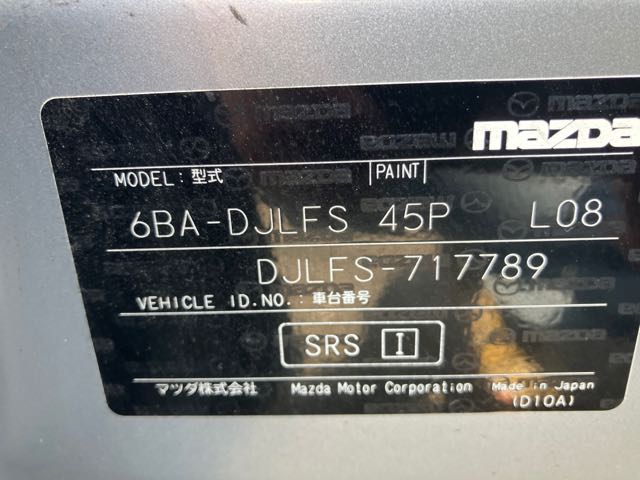 mazda
MODEL: 型式 PAINT
6BA-DJLFS 45P L08
DJLFS-717789
VEHICLE ID.NO.: 車台番号
SRS I
マツダ株式会社 Mazda Motor Corporation Made in Japan
(D10A)